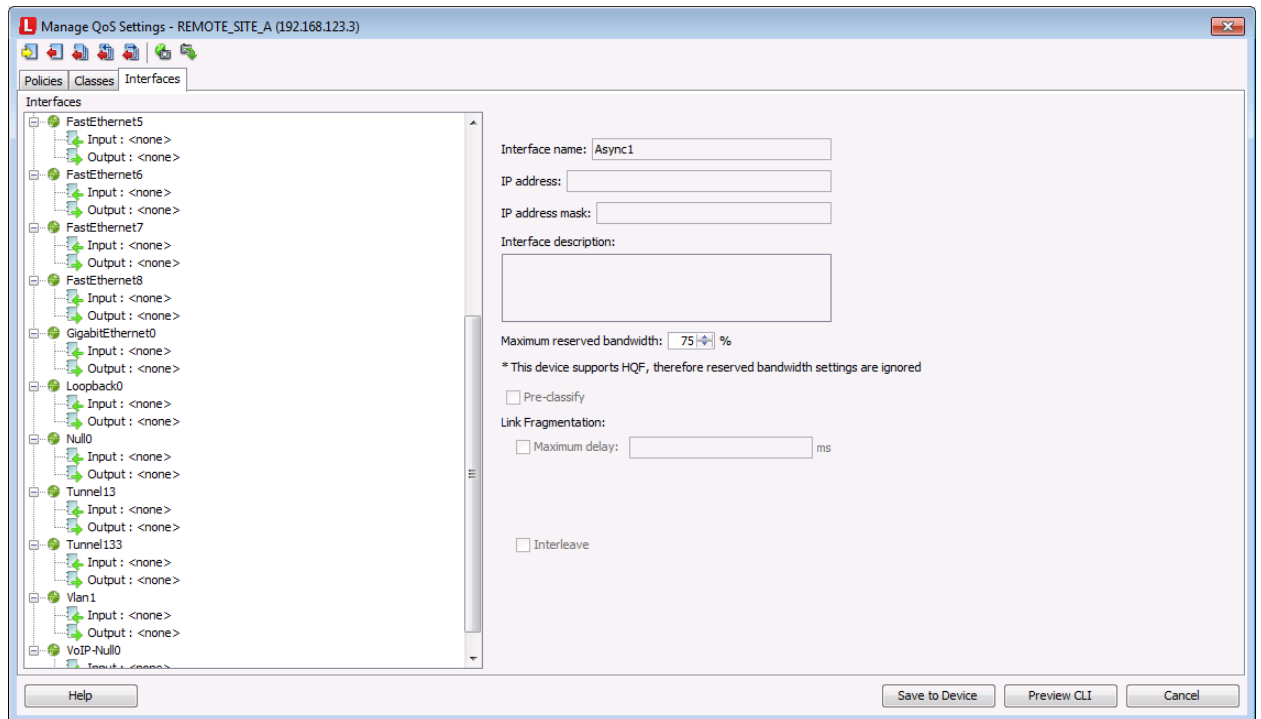 L Manage QoS Settings - REMOTE_SITE_A (192.168.123.3)
Policies Classes Interfaces
Interfaces
FastEthernet5
Input : <none>
Output : <none>
FastEthernet6
Input : <none>
Output : <none>
FastEthernet7
Input : <none>
Output : <none>
FastEthernet8
Input : <none>
Output : <none>
GigabitEthernet0
Input : <none>
Output : <none>
Loopback0
Input : <none>
Output : <none>
Null0
Input : <none>
Output : <none>
Tunnel13
Input : <none>
Output : <none>
Tunnel133
Input : <none>
Output : <none>
Vlan1
Input : <none>
Output : <none>
VoIP-Null0
Input : <none>
Interface name: Async1
IP address:
IP address mask:
Interface description:
Maximum reserved bandwidth: 75 %
* This device supports HQF, therefore reserved bandwidth settings are ignored
Pre-classify
Link Fragmentation:
Maximum delay: ms
Interleave
Help Save to Device Preview CLI Cancel